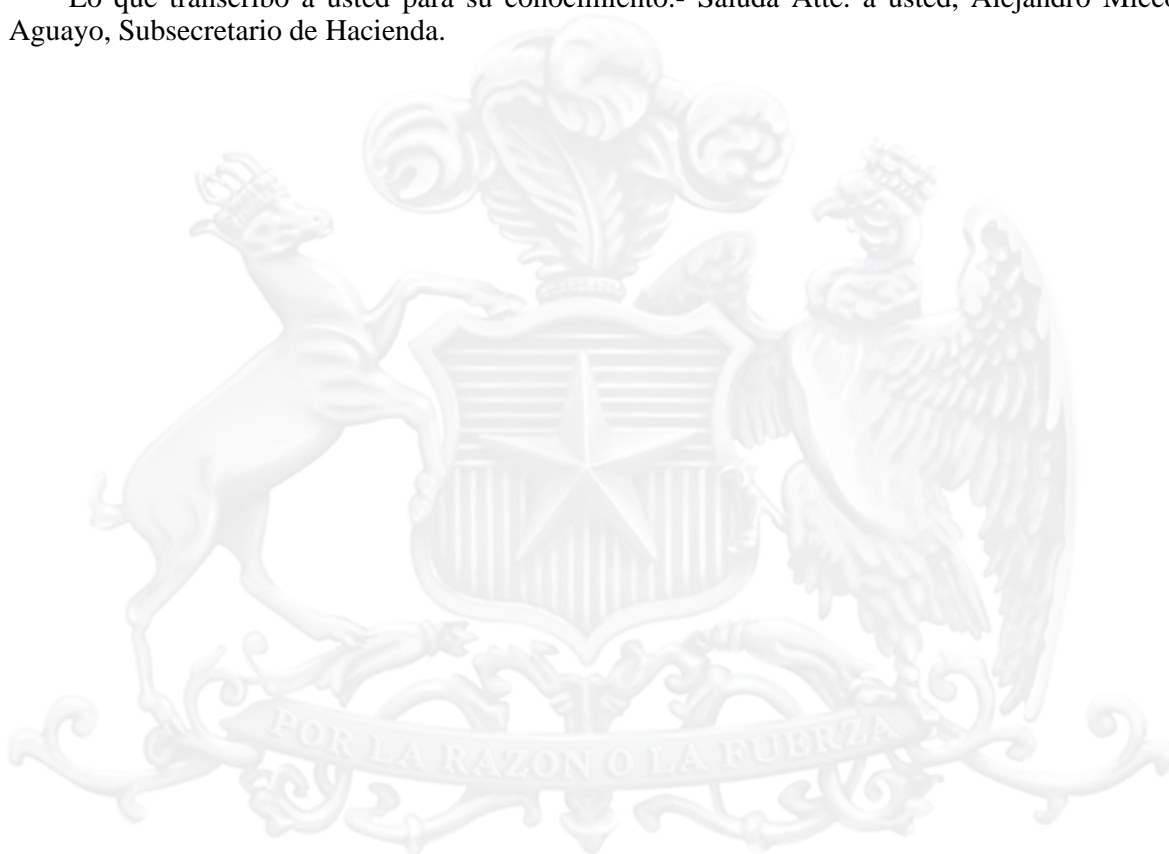 Lo que transcribo a usted para su conocimiento.- Saluda Atte. a usted, Alejandro Micco
Aguayo, Subsecretario de Hacienda.
POR LA RAZON O LA FUERZA